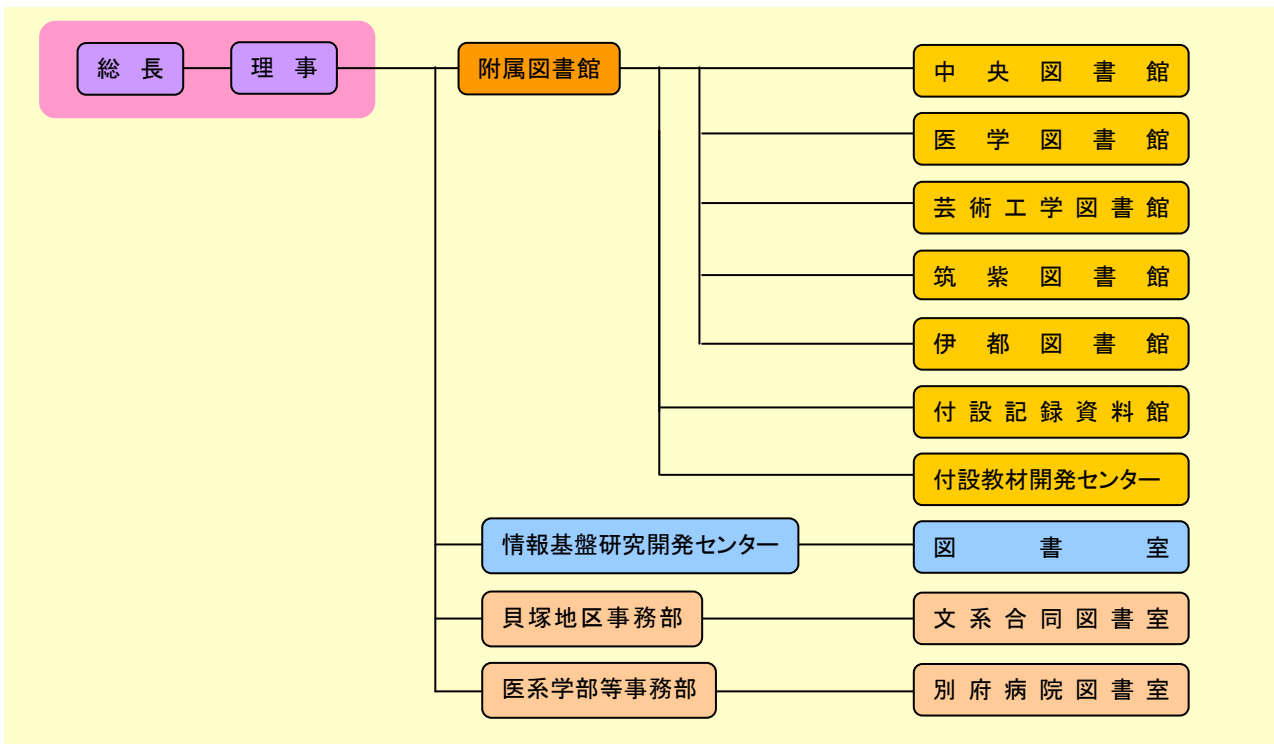 総長
理事
附属図書館
中央図書館
医学図書館
芸術工学図書館
筑紫図書館
伊都図書館
付設記録資料館
付設教材開発センター
情報基盤研究開発センター
図書室
貝塚地区事務部
文系合同図書室
医系学部等事務部
別府病院図書室